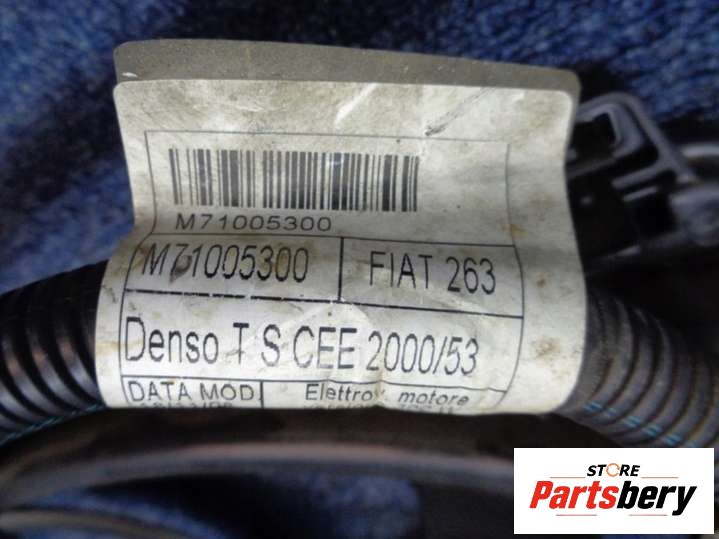 M71005300
M71005300 FIAT 263
Denso T S CEE 2000/53
DATA MOD Elettrov. motore
STORE
Partsbery